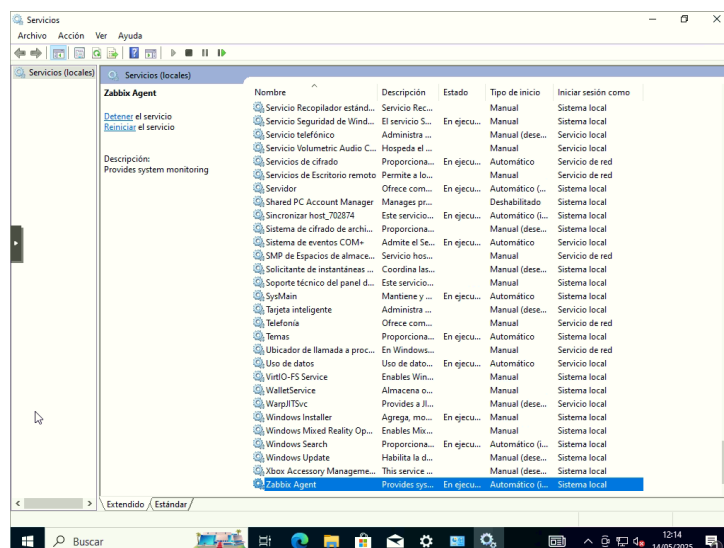 Servicios
Archivo Acción Ver Ayuda
Servicios (locales)
Servicios (locales)
Zabbix Agent
Detener el servicio
Reiniciar el servicio
Descripción:
Provides system monitoring
Nombre Descripción Estado Tipo de inicio Iniciar sesión como
Servicio Recopilador estánd... Servicio Rec... Manual Sistema local
Servicio Seguridad de Wind... El servicio S... En ejecu... Manual Sistema local
Servicio telefónico Administra ... Manual (dese... Servicio local
Servicio Volumetric Audio C... Hospeda el ... Manual Servicio local
Servicios de cifrado Proporciona... En ejecu... Automático Servicio de red
Servicios de Escritorio remoto Permite a lo... Manual Servicio de red
Servidor Ofrece com... En ejecu... Automático (... Sistema local
Shared PC Account Manager Manages pr... Deshabilitado Sistema local
Sincronizar host_702874 Este servicio... En ejecu... Automático (i... Sistema local
Sistema de cifrado de archi... Proporciona... Manual (dese... Sistema local
Sistema de eventos COM+ Admite el Se... En ejecu... Automático Servicio local
SMP de Espacios de almace... Servicio hos... Manual Servicio de red
Solicitante de instantáneas ... Coordina las... Manual (dese... Sistema local
Soporte técnico del panel d... Este servicio... Manual Sistema local
SysMain Mantiene y ... En ejecu... Automático Sistema local
Tarjeta inteligente Administra ... Manual (dese... Servicio local
Telefonía Ofrece com... Manual Servicio de red
Temas Proporciona... En ejecu... Automático Sistema local
Ubicador de llamada a proc... En Windows... Manual Servicio de red
Uso de datos Uso de dato... En ejecu... Automático Servicio local
VirtIO-FS Service Enables Win... Manual Sistema local
WalletService Almacena o... Manual Sistema local
WarpJITSvc Provides a JI... Manual (dese... Servicio local
Windows Installer Agrega, mo... En ejecu... Manual Sistema local
Windows Mixed Reality Op... Enables Mix... Manual Sistema local
Windows Search Proporciona... En ejecu... Automático (i... Sistema local
Windows Update Habilita la d... Manual (dese... Sistema local
Xbox Accessory Manageme... This service ... Manual (dese... Sistema local
Zabbix Agent Provides sys... En ejecu... Automático (i... Sistema local
Extendido Estándar
Buscar
12:14
14/05/2025